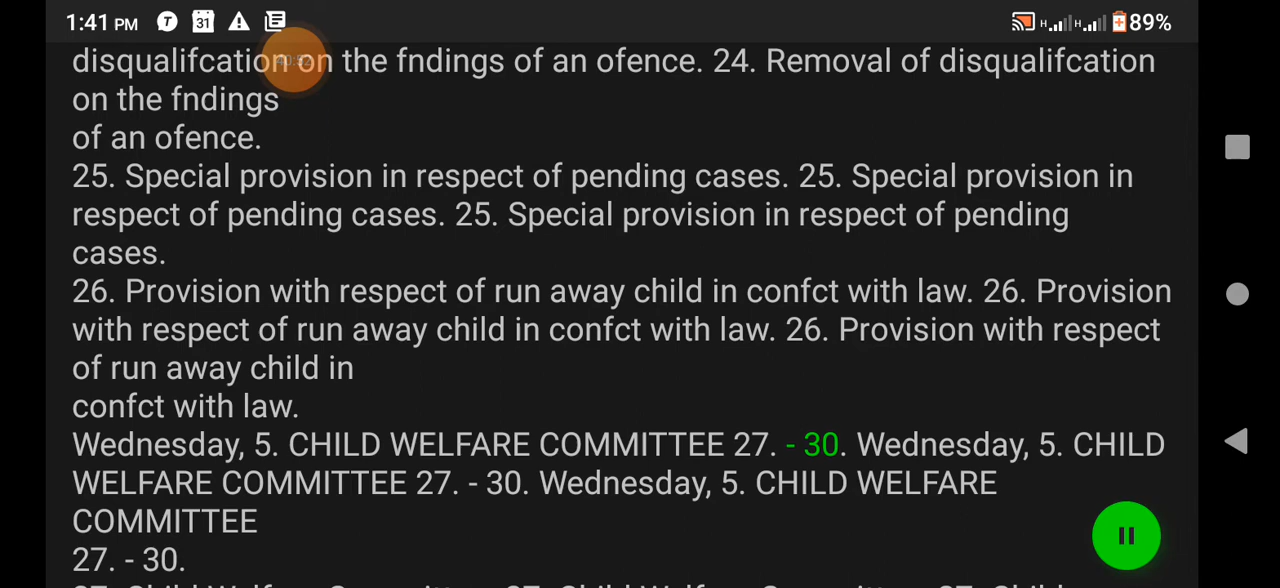 1:41 PM T 31 H H 89%
disqualifcation on the fndings of an ofence. 24. Removal of disqualifcation
on the fndings
of an ofence.
25. Special provision in respect of pending cases. 25. Special provision in
respect of pending cases. 25. Special provision in respect of pending
cases.
26. Provision with respect of run away child in confct with law. 26. Provision
with respect of run away child in confct with law. 26. Provision with respect
of run away child in
confct with law.
Wednesday, 5. CHILD WELFARE COMMITTEE 27. - 30. Wednesday, 5. CHILD
WELFARE COMMITTEE 27. - 30. Wednesday, 5. CHILD WELFARE
COMMITTEE
27. - 30.